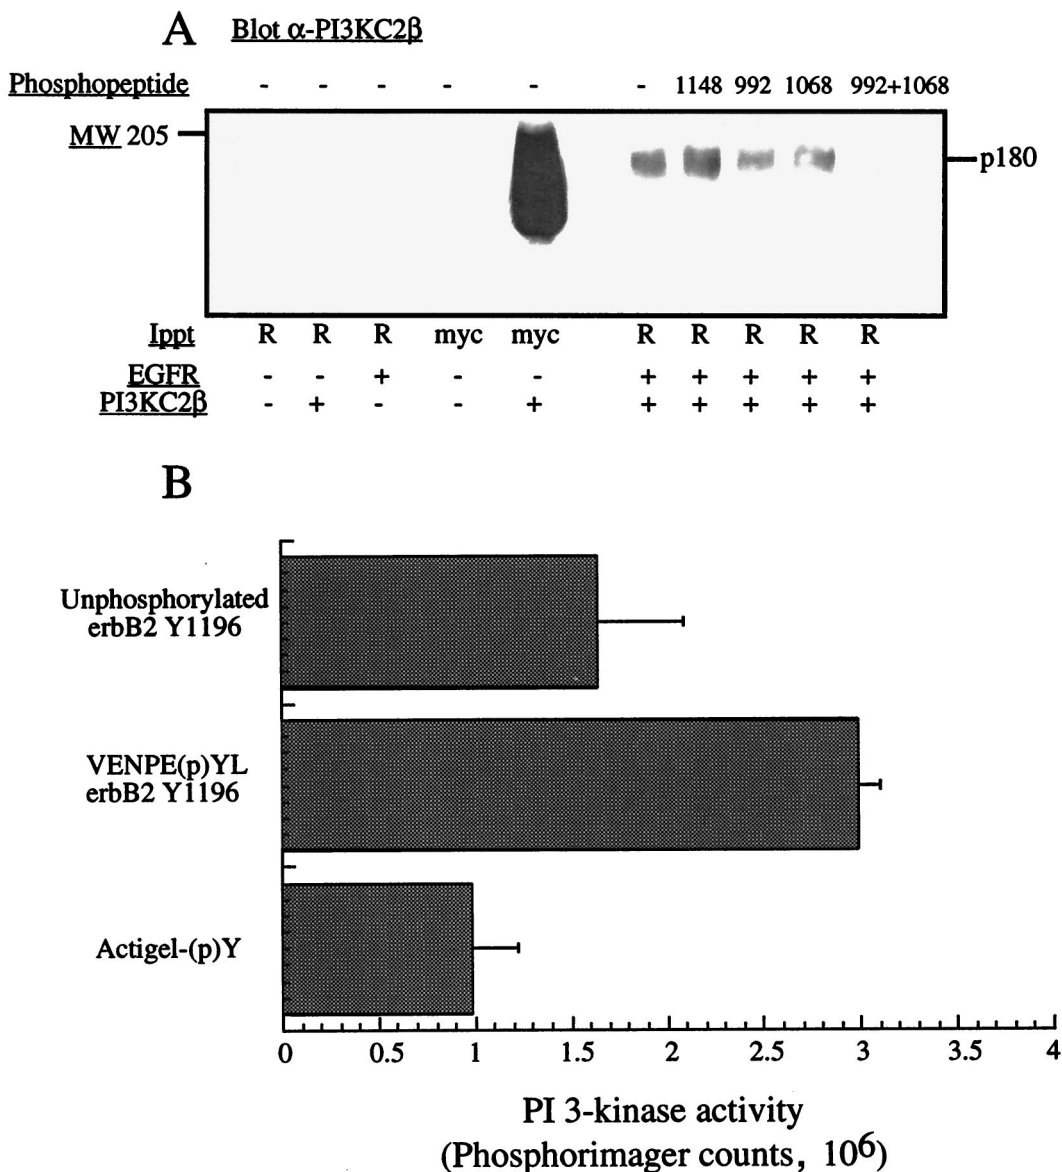 A Blot α-PI3KC2β
Phosphopeptide - - - - - - 1148 992 1068 992+1068
MW 205
p180
Ippt R R R myc myc R R R R R
EGFR - - + - - + + + + +
PI3KC2β - + - - + + + + + +
B
Unphosphorylated
erbB2 Y1196
VENPE(p)YL
erbB2 Y1196
Actigel-(p)Y
0 0.5 1 1.5 2 2.5 3 3.5 4
PI 3-kinase activity
(Phosphorimager counts, 10⁶)